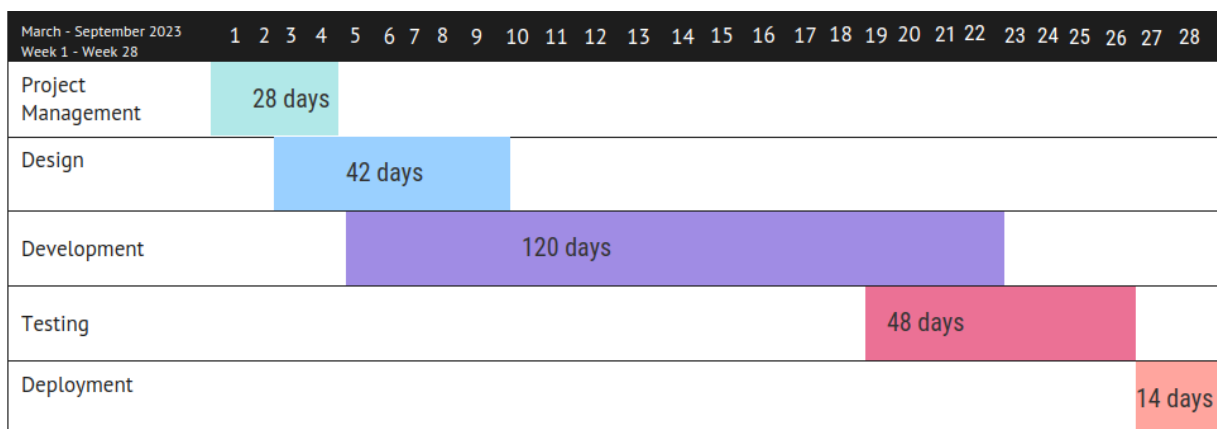 March - September 2023
Week 1 - Week 28
1 2 3 4 5 6 7 8 9 10 11 12 13 14 15 16 17 18 19 20 21 22 23 24 25 26 27 28
Project
Management
28 days
Design
42 days
Development
120 days
Testing
48 days
Deployment
14 days